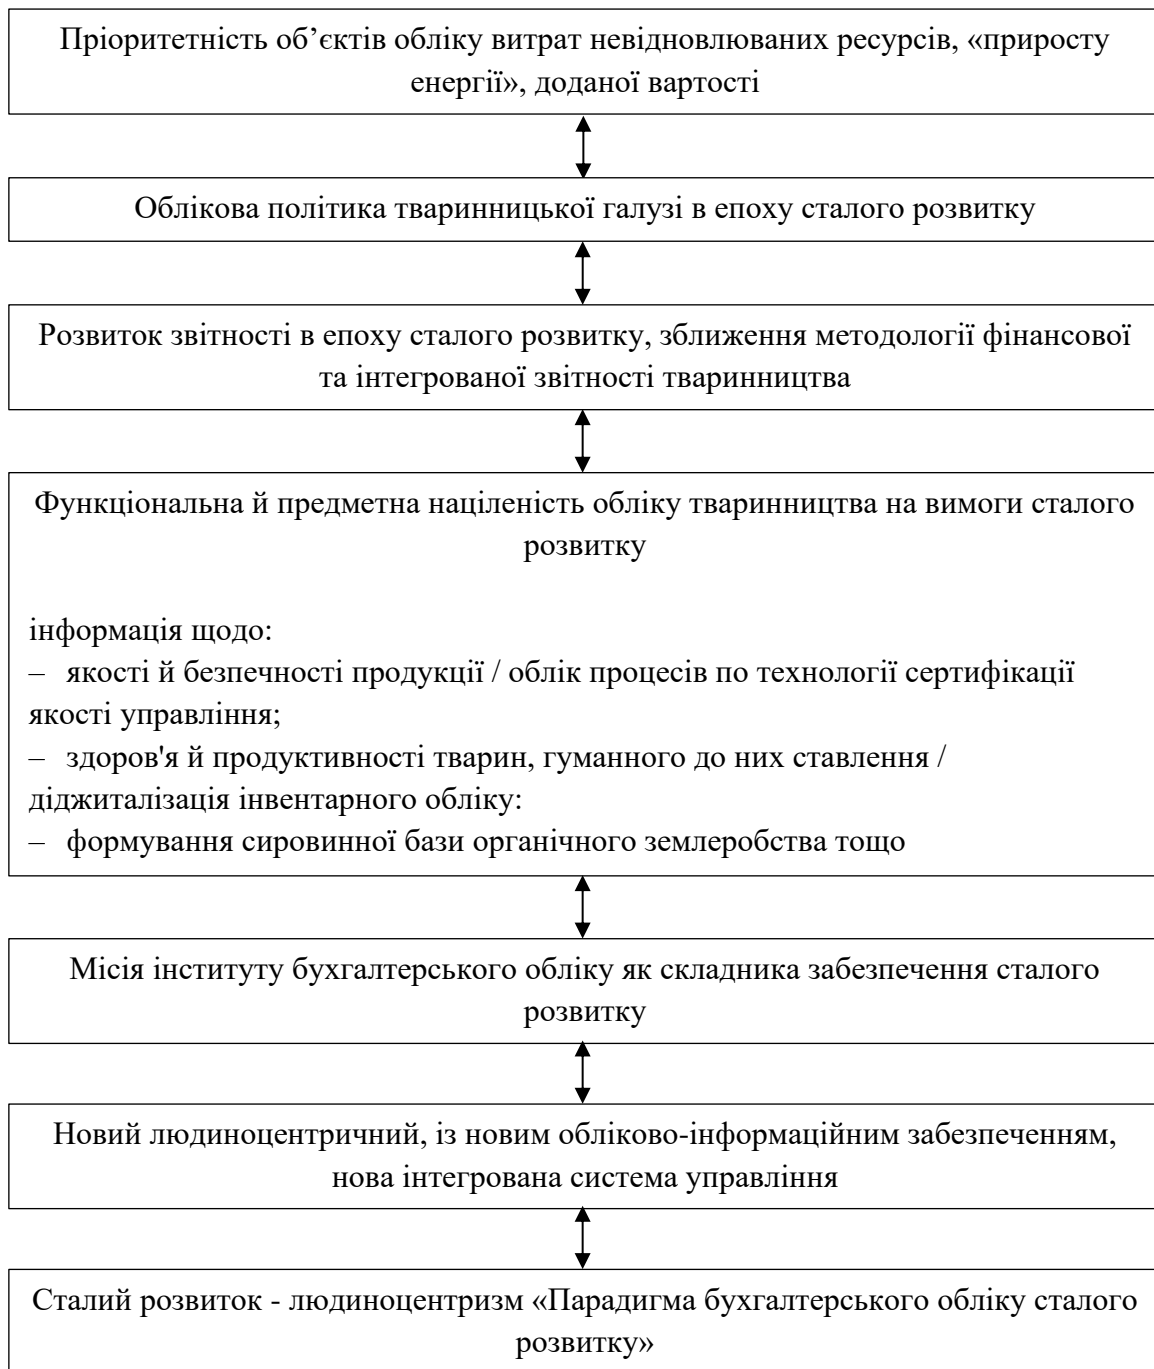 Пріоритетність об’єктів обліку витрат невідновлюваних ресурсів, «приросту
енергії», доданої вартості
Облікова політика тваринницької галузі в епоху сталого розвитку
Розвиток звітності в епоху сталого розвитку, зближення методології фінансової
та інтегрованої звітності тваринництва
Функціональна й предметна націленість обліку тваринництва на вимоги сталого
розвитку
інформація щодо:
– якості й безпечності продукції / облік процесів по технології сертифікації
якості управління;
– здоров'я й продуктивності тварин, гуманного до них ставлення /
діджиталізація інвентарного обліку:
– формування сировинної бази органічного землеробства тощо
Місія інституту бухгалтерського обліку як складника забезпечення сталого
розвитку
Новий людиноцентричний, із новим обліково-інформаційним забезпеченням,
нова інтегрована система управління
Сталий розвиток - людиноцентризм «Парадигма бухгалтерського обліку сталого
розвитку»